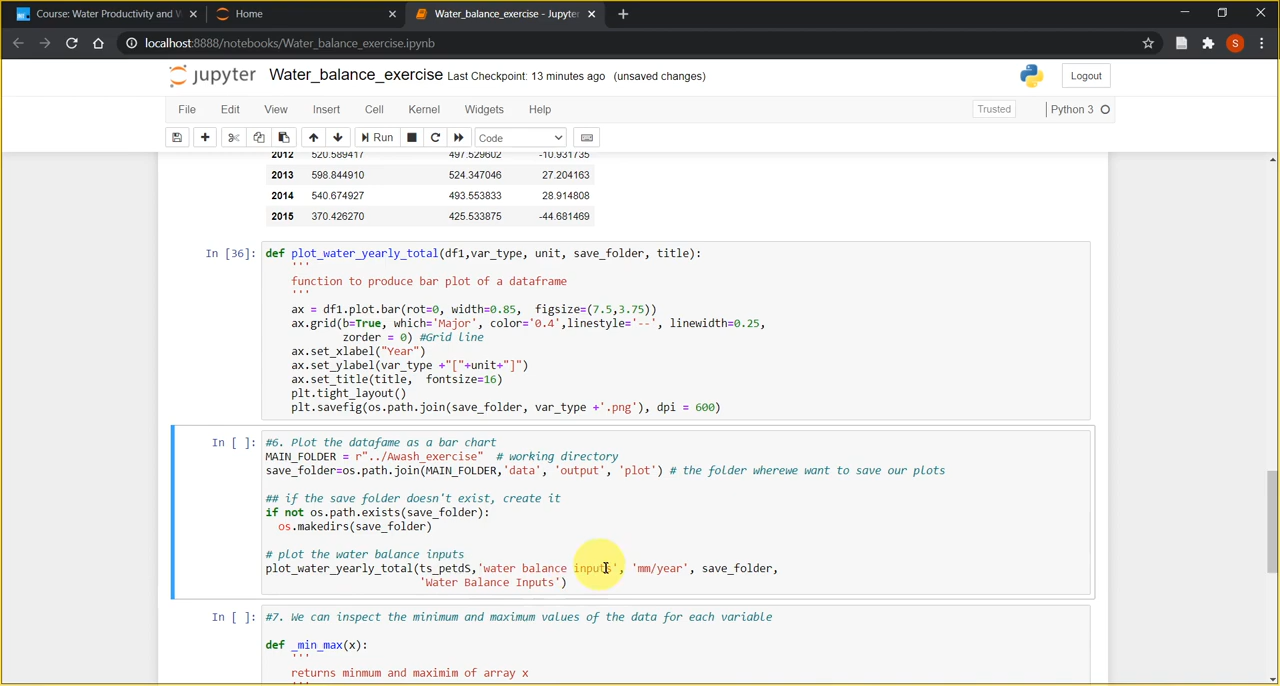 Course: Water Productivity and W
Home
Water_balance_exercise - Jupyter
localhost:8888/notebooks/Water_balance_exercise.ipynb
S
jupyter Water_balance_exercise Last Checkpoint: 13 minutes ago (unsaved changes)
Logout
File Edit View Insert Cell Kernel Widgets Help
Trusted
Python 3
Run
Code
2012 520.589417 497.529602 -10.931735
2013 598.844910 524.347046 27.204163
2014 540.674927 493.553833 28.914808
2015 370.426270 425.533875 -44.681469
In [36]: def plot_water_yearly_total(df1,var_type, unit, save_folder, title):
'''
function to produce bar plot of a dataframe
'''
ax = df1.plot.bar(rot=0, width=0.85, figsize=(7.5,3.75))
ax.grid(b=True, which='Major', color='0.4',linestyle='--', linewidth=0.25,
zorder = 0) #Grid line
ax.set_xlabel("Year")
ax.set_ylabel(var_type +"["+unit+"]")
ax.set_title(title, fontsize=16)
plt.tight_layout()
plt.savefig(os.path.join(save_folder, var_type +'.png'), dpi = 600)
In [ ]: #6. Plot the datafame as a bar chart
MAIN_FOLDER = r"../Awash_exercise" # working directory
save_folder=os.path.join(MAIN_FOLDER,'data', 'output', 'plot') # the folder wherewe want to save our plots
## if the save folder doesn't exist, create it
if not os.path.exists(save_folder):
os.makedirs(save_folder)
# plot the water balance inputs
plot_water_yearly_total(ts_petds,'water balance inputs', 'mm/year', save_folder,
'Water Balance Inputs')
In [ ]: #7. We can inspect the minimum and maximum values of the data for each variable
def _min_max(x):
'''
returns minmum and maximim of array x
'''